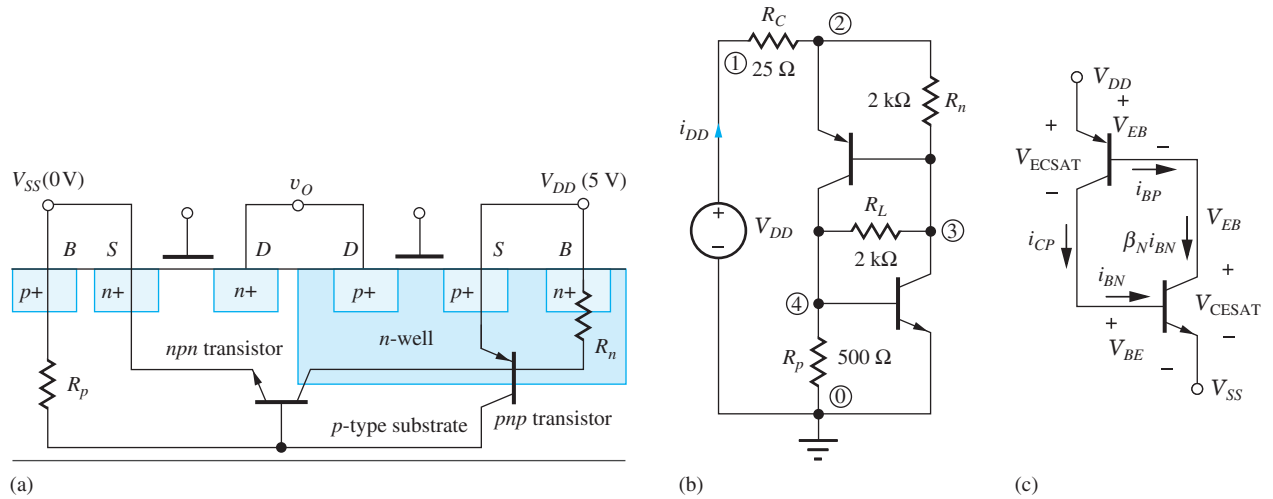 V_SS (0 V)
v_O
V_DD (5 V)
B
S
D
D
S
B
p+
n+
n+
p+
p+
n+
npn transistor
n-well
R_n
R_p
p-type substrate
pnp transistor
(a)
R_C
②
①
25 Ω
2 kΩ
R_n
i_DD
R_L
③
+
−
V_DD
2 kΩ
④
R_p
500 Ω
⓪
(b)
V_DD
+
+
V_EB
V_ECSAT
−
−
i_BP
V_EB
i_CP
β_N i_BN
i_BN
+
V_CESAT
+
V_BE
−
−
V_SS
(c)